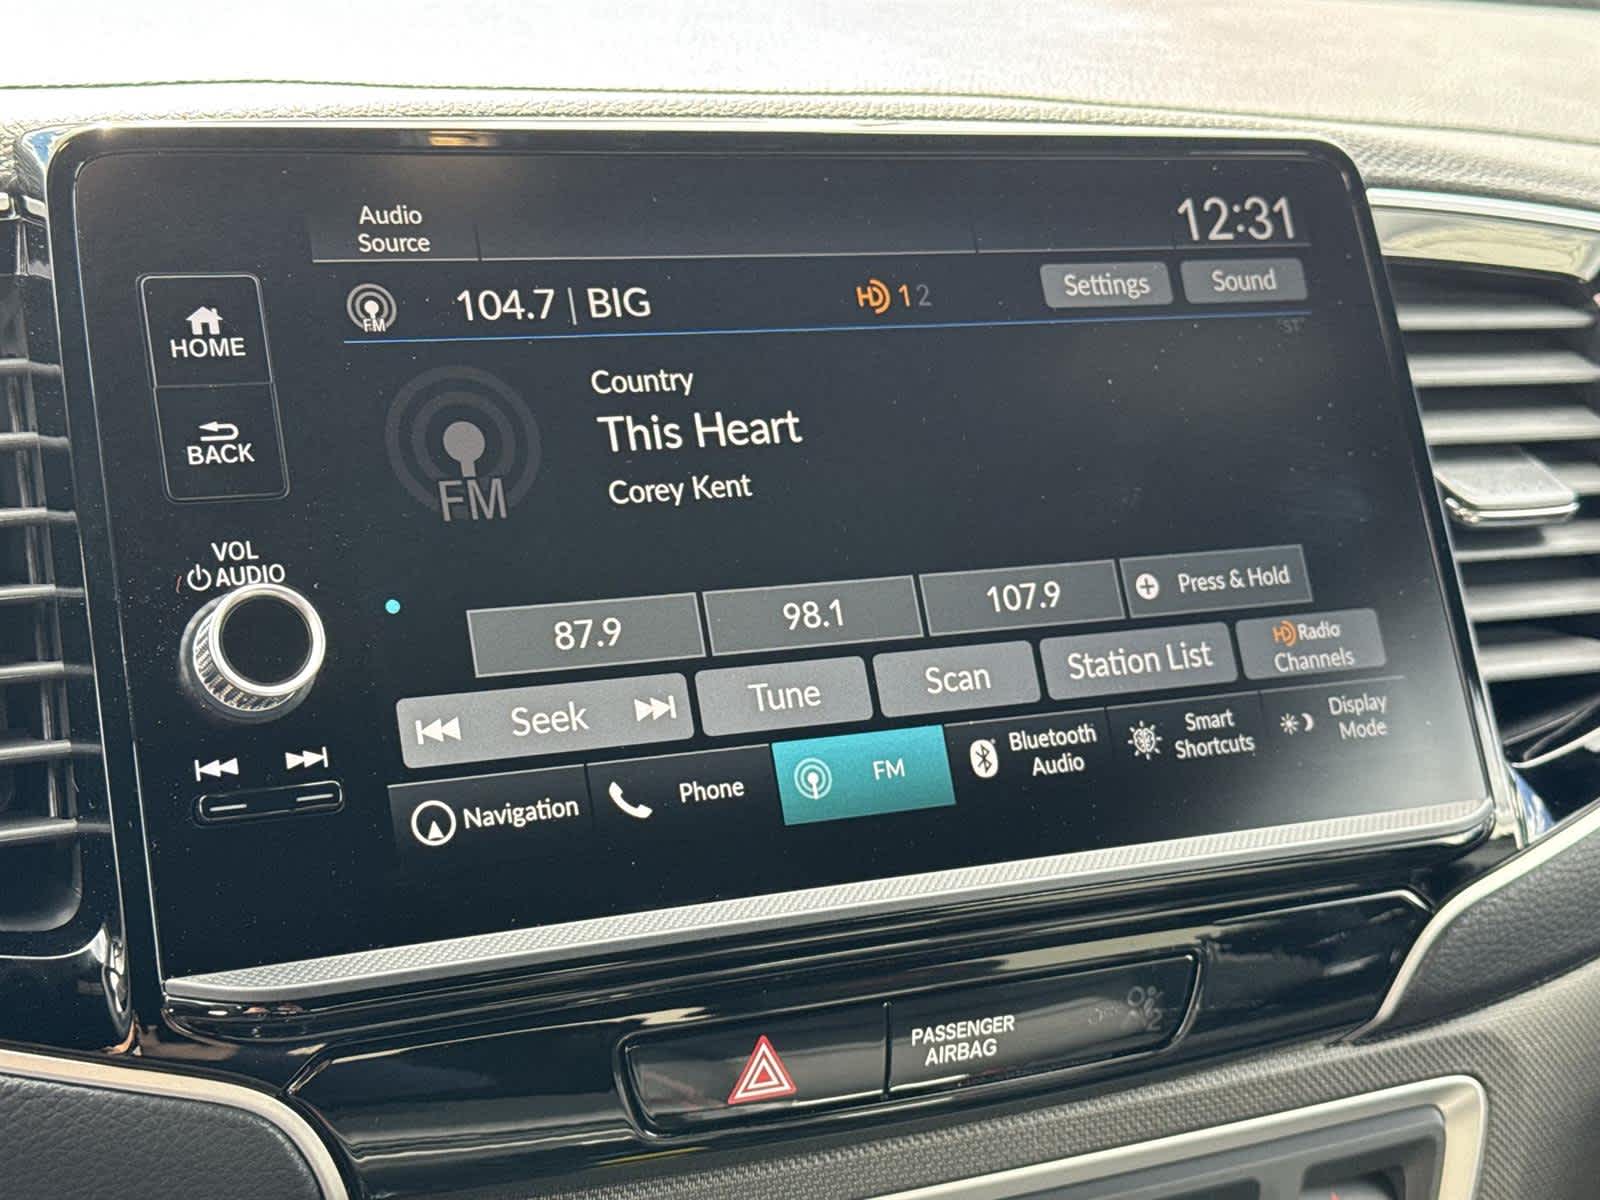 Audio
Source
12:31
FM
104.7 | BIG
HD 1 2
Settings
Sound
ST
HOME
BACK
Country
This Heart
Corey Kent
FM
VOL
AUDIO
87.9
98.1
107.9
Press & Hold
Seek
Tune
Scan
Station List
HD Radio
Channels
Navigation
Phone
FM
Bluetooth
Audio
Smart
Shortcuts
Display
Mode
PASSENGER
AIRBAG